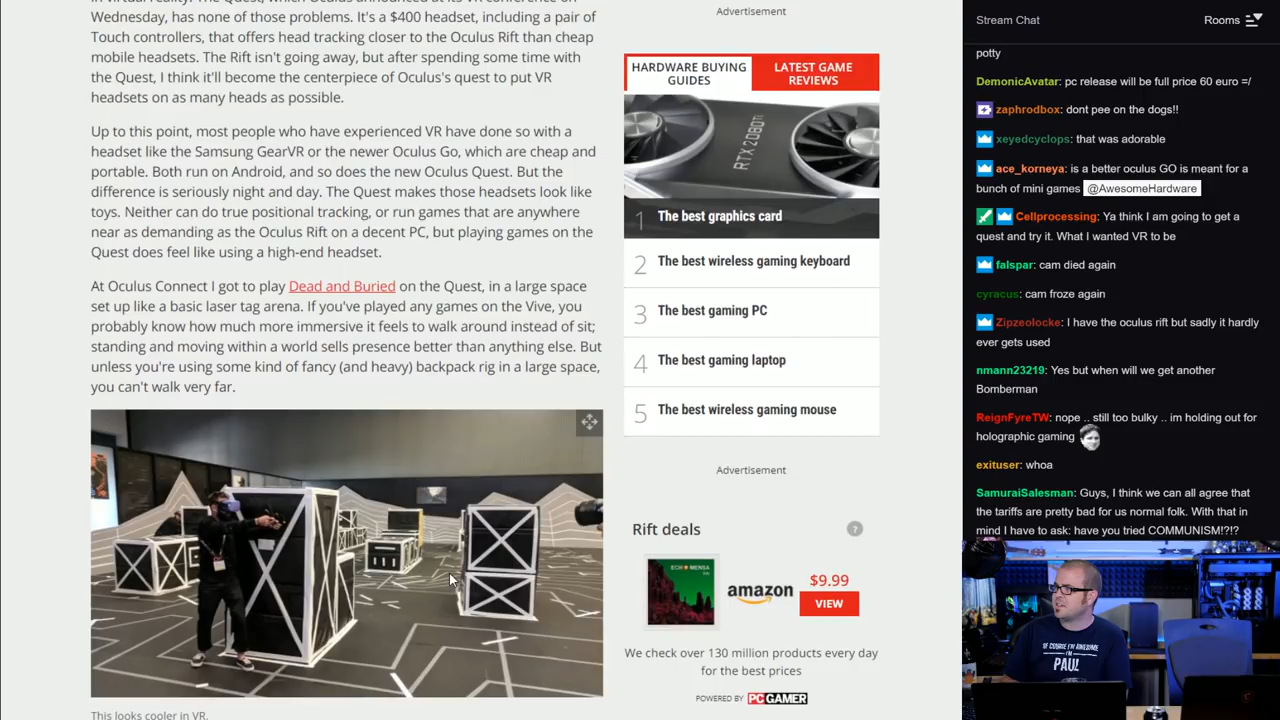 in virtual reality. The Quest, which Oculus announced at its VR conference on
Wednesday, has none of those problems. It's a $400 headset, including a pair of
Touch controllers, that offers head tracking closer to the Oculus Rift than cheap
mobile headsets. The Rift isn't going away, but after spending some time with
the Quest, I think it'll become the centerpiece of Oculus's quest to put VR
headsets on as many heads as possible.
Up to this point, most people who have experienced VR have done so with a
headset like the Samsung GearVR or the newer Oculus Go, which are cheap and
portable. Both run on Android, and so does the new Oculus Quest. But the
difference is seriously night and day. The Quest makes those headsets look like
toys. Neither can do true positional tracking, or run games that are anywhere
near as demanding as the Oculus Rift on a decent PC, but playing games on the
Quest does feel like using a high-end headset.
At Oculus Connect I got to play Dead and Buried on the Quest, in a large space
set up like a basic laser tag arena. If you've played any games on the Vive, you
probably know how much more immersive it feels to walk around instead of sit;
standing and moving within a world sells presence better than anything else. But
unless you're using some kind of fancy (and heavy) backpack rig in a large space,
you can't walk very far.
This looks cooler in VR.
Advertisement
HARDWARE BUYING
GUIDES
LATEST GAME
REVIEWS
RTX 2080 Ti
1 The best graphics card
2 The best wireless gaming keyboard
3 The best gaming PC
4 The best gaming laptop
5 The best wireless gaming mouse
Advertisement
Rift deals
?
ECHO MENSA
amazon
$9.99
VIEW
We check over 130 million products every day
for the best prices
POWERED BY PC GAMER
Stream Chat
Rooms
potty
DemonicAvatar: pc release will be full price 60 euro =/
zaphrodbox: dont pee on the dogs!!
xeyedcyclops: that was adorable
ace_korneya: is a better oculus GO is meant for a
bunch of mini games @AwesomeHardware
Cellprocessing: Ya think I am going to get a
quest and try it. What I wanted VR to be
falspar: cam died again
cyracus: cam froze again
Zipzeolocke: I have the oculus rift but sadly it hardly
ever gets used
nmann23219: Yes but when will we get another
Bomberman
ReignFyreTW: nope .. still too bulky .. im holding out for
holographic gaming
exituser: whoa
SamuraiSalesman: Guys, I think we can all agree that
the tariffs are pretty bad for us normal folk. With that in
mind I have to ask: have you tried COMMUNISM!?!?
OF COURSE I'M AWESOME
I'M
PAUL